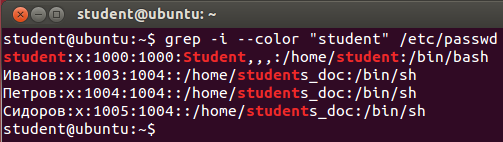 student@ubuntu: ~
student@ubuntu:~$ grep -i --color "student" /etc/passwd
student:x:1000:1000:Student,,,:/home/student:/bin/bash
Иванов:x:1003:1004::/home/students_doc:/bin/sh
Петров:x:1004:1004::/home/students_doc:/bin/sh
Сидоров:x:1005:1004::/home/students_doc:/bin/sh
student@ubuntu:~$